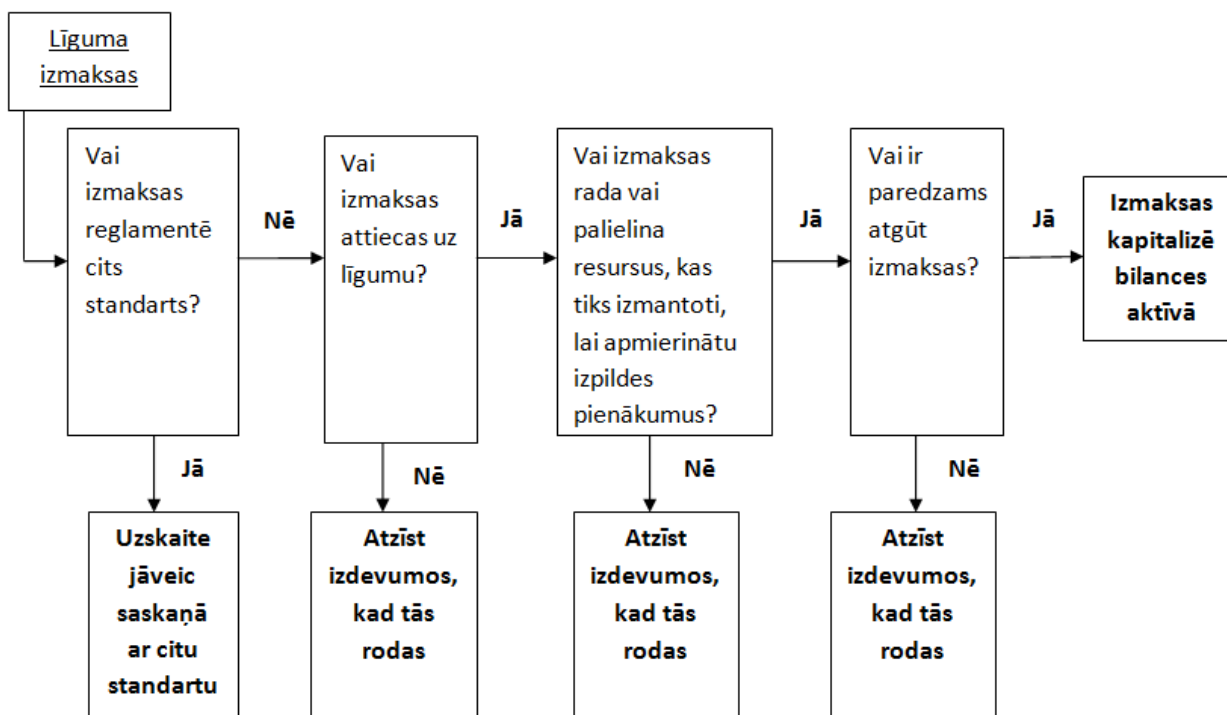 Līguma
izmaksas
Vai
izmaksas
reglamentē
cits
standarts?
Nē
Vai
izmaksas
attiecas uz
līgumu?
Jā
Vai izmaksas
rada vai
palielina
resursus, kas
tiks izmantoti,
lai apmierinātu
izpildes
pienākumus?
Jā
Vai ir
paredzams
atgūt
izmaksas?
Jā
Izmaksas
kapitalizē
bilances
aktīvā
Jā
Nē
Nē
Nē
Uzskaite
jāveic
saskaņā
ar citu
standartu
Atzīst
izdevumos,
kad tās
rodas
Atzīst
izdevumos,
kad tās
rodas
Atzīst
izdevumos,
kad tās
rodas